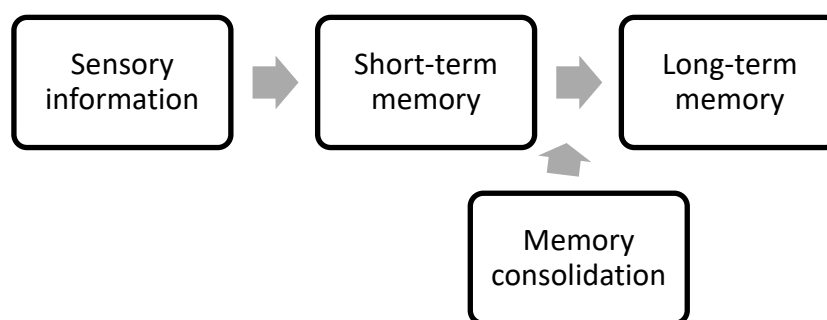 Sensory
information
Short-term
memory
Long-term
memory
Memory
consolidation